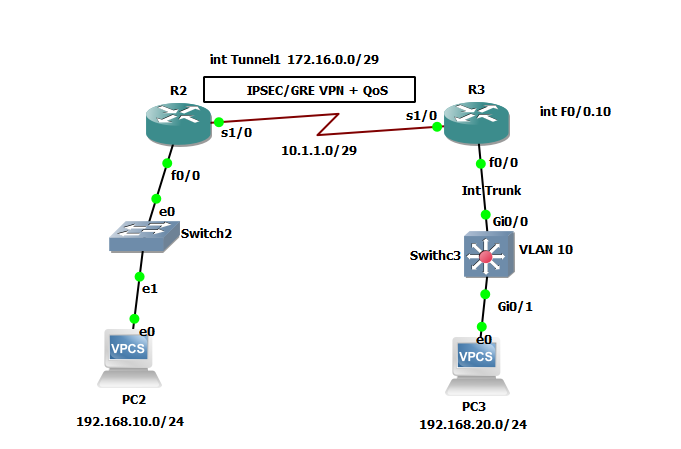 int Tunnel1 172.16.0.0/29
R2
IPSEC/GRE VPN + QoS
R3
s1/0
s1/0
int F0/0.10
10.1.1.0/29
f0/0
f0/0
Int Trunk
e0
Gi0/0
Switch2
Swithc3
VLAN 10
e1
Gi0/1
e0
e0
VPCS
VPCS
PC2
PC3
192.168.10.0/24
192.168.20.0/24